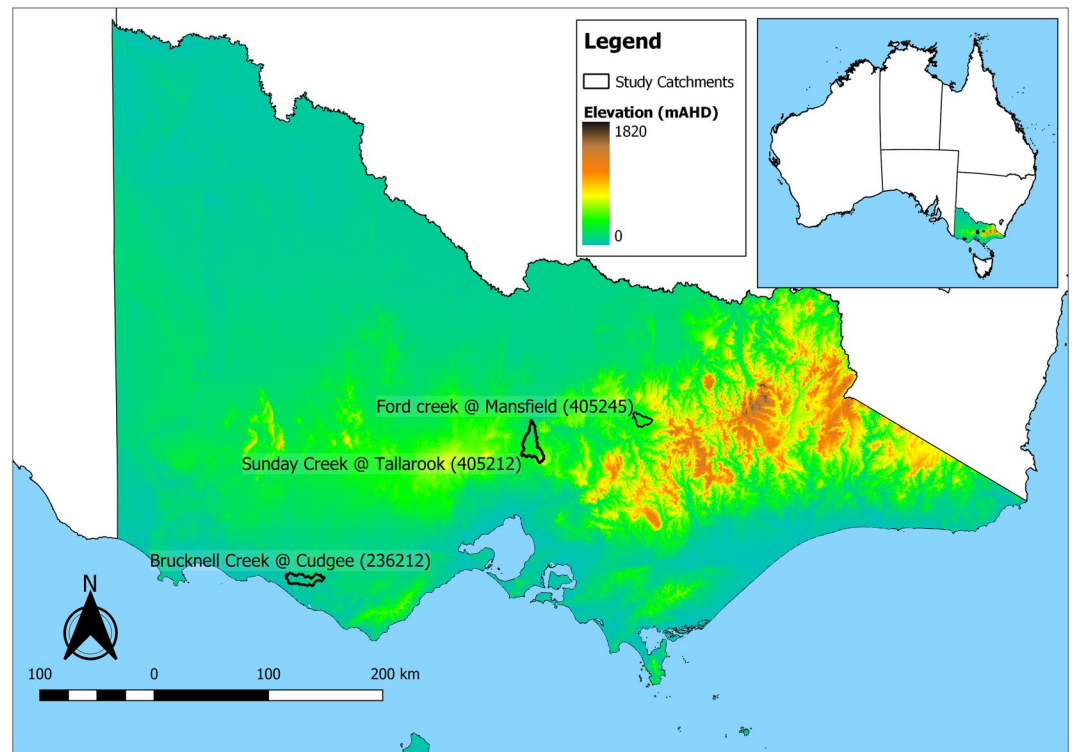 Legend
Study Catchments
Elevation (mAHD)
1820
0
Ford creek @ Mansfield (405245)
Sunday Creek @ Tallarook (405212)
Brucknell Creek @ Cudgee (236212)
N
100 0 100 200 km